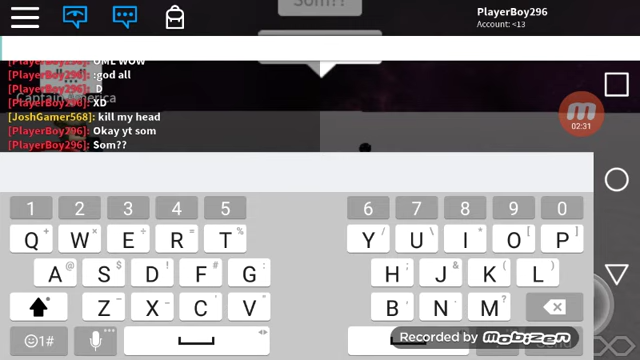 Som??
PlayerBoy296
Account: <13
[PlayerBoy296]: OML WOW
[PlayerBoy296]: :god all
[PlayerBoy296]: :D
[PlayerBoy296]: XD
[JoshGamer568]: kill my head
[PlayerBoy296]: Okay yt som
[PlayerBoy296]: Som??
CaptainAmerica
02:31
1 2 3 4 5 6 7 8 9 0
Q W E R T Y U I O P
A S D F G H J K L
Z X C V B N M
1#
Recorded by Mobizen